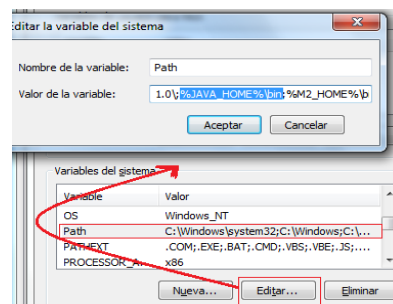 Editar la variable del sistema
Nombre de la variable: Path
Valor de la variable: 1.0\;%JAVA_HOME%\bin;%M2_HOME%\b
Aceptar Cancelar
Variables del sistema
Variable Valor
OS Windows_NT
Path C:\Windows\system32;C:\Windows;C:\...
PATHEXT .COM;.EXE;.BAT;.CMD;.VBS;.VBE;.JS;....
PROCESSOR_A... x86
Nueva... Editar... Eliminar